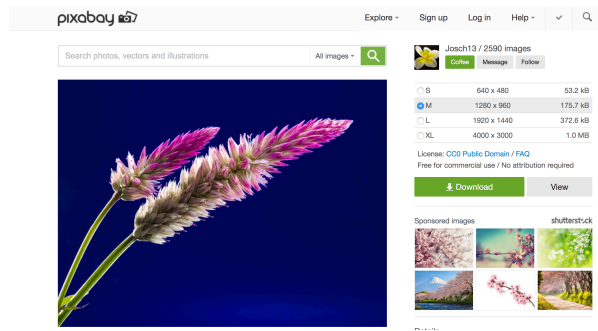 pixabay
Explore Sign up Log in Help
Search photos, vectors and illustrations All images
Josch13 / 2590 images
Coffee Message Follow
S 640 x 480 53.2 kB
M 1280 x 960 175.7 kB
L 1920 x 1440 372.6 kB
XL 4000 x 3000 1.0 MB
License: CC0 Public Domain / FAQ
Free for commercial use / No attribution required
Download View
Sponsored images shutterstock